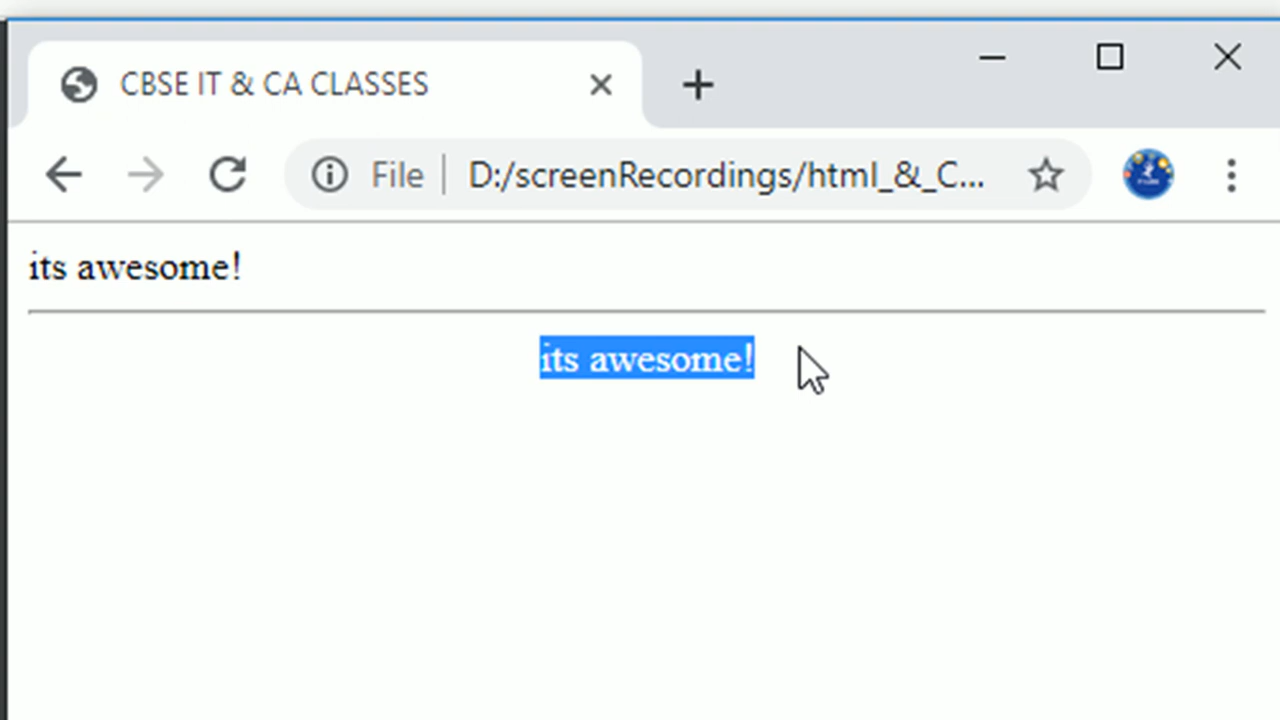 CBSE IT & CA CLASSES
File D:/screenRecordings/html_&_C...
its awesome!
its awesome!